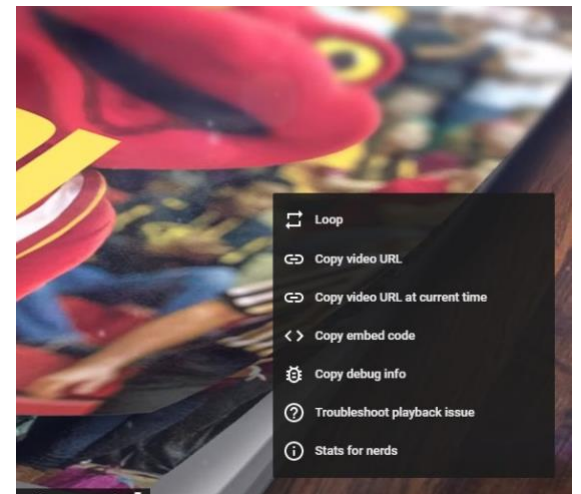 Loop
Copy video URL
Copy video URL at current time
Copy embed code
Copy debug info
Troubleshoot playback issue
Stats for nerds